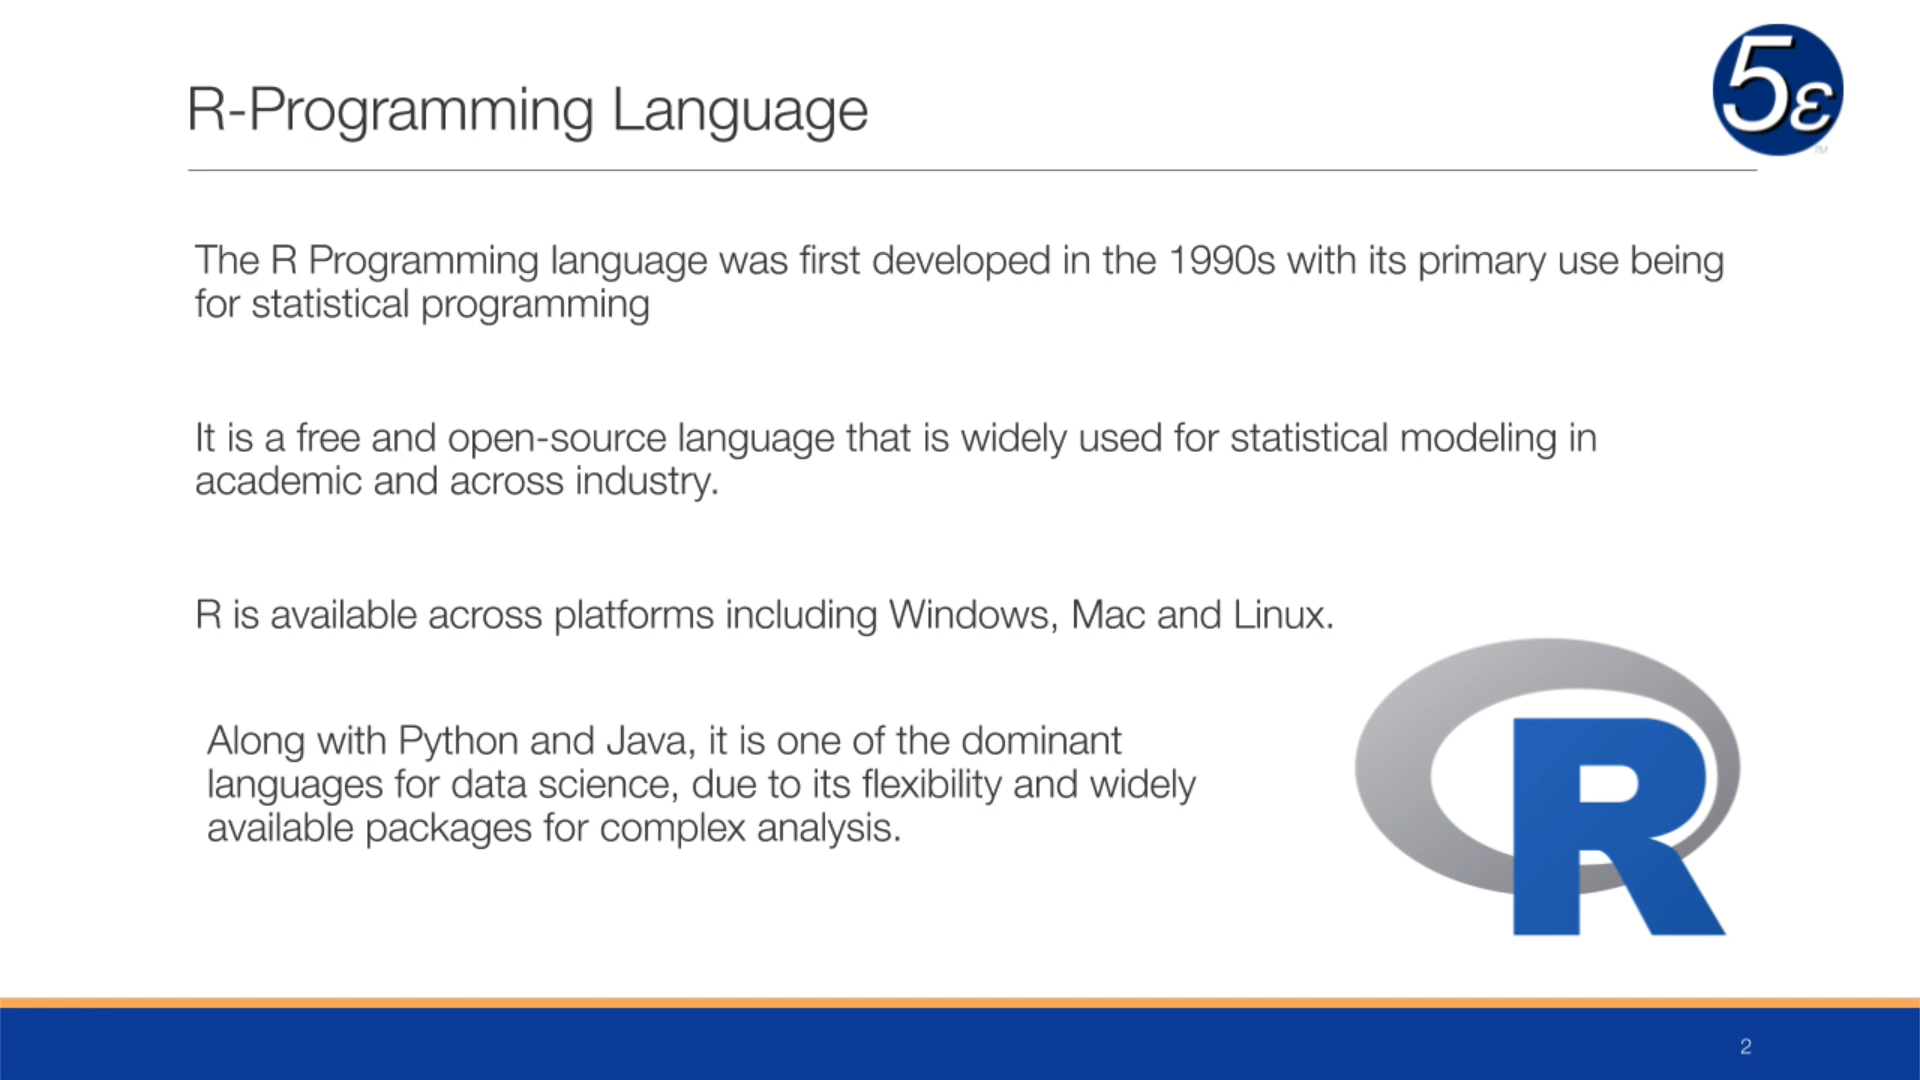 R-Programming Language
5ε
TM
The R Programming language was first developed in the 1990s with its primary use being
for statistical programming
It is a free and open-source language that is widely used for statistical modeling in
academic and across industry.
R is available across platforms including Windows, Mac and Linux.
Along with Python and Java, it is one of the dominant
languages for data science, due to its flexibility and widely
available packages for complex analysis.
R
2